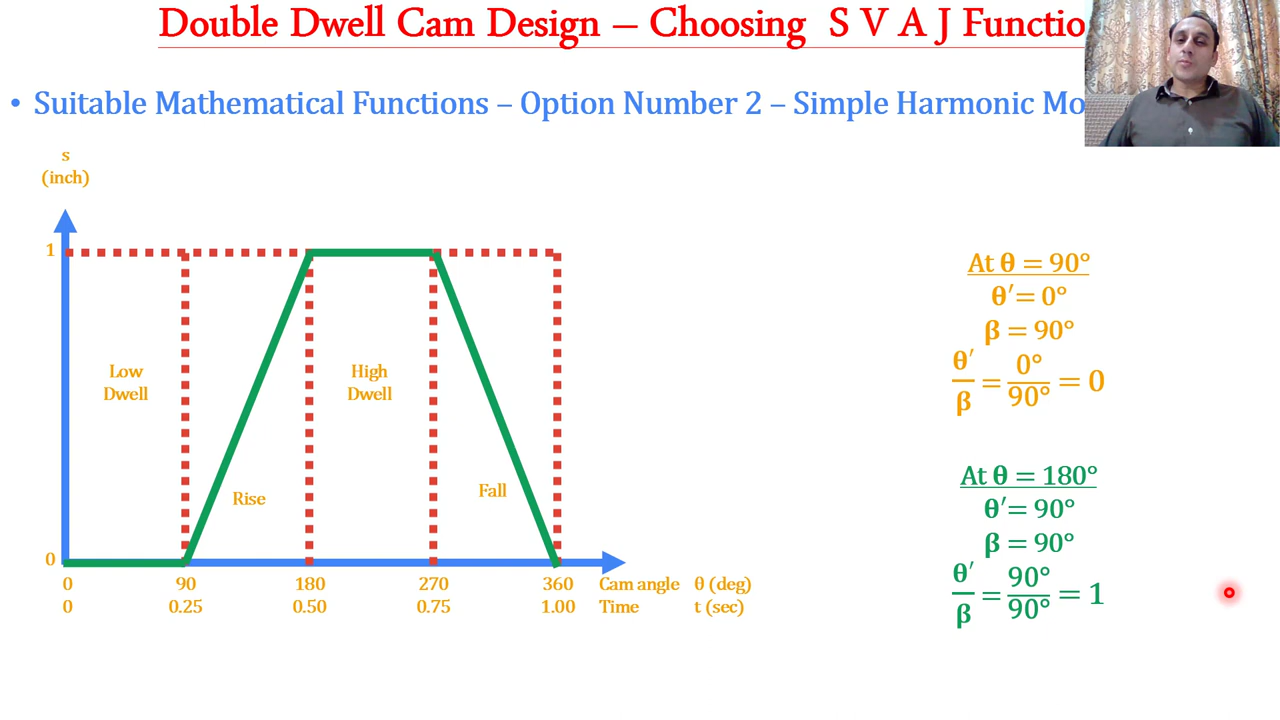 Double Dwell Cam Design – Choosing S V A J Functio
• Suitable Mathematical Functions – Option Number 2 – Simple Harmonic Mo
s
(inch)
1
Low
Dwell
High
Dwell
Rise
Fall
0
0 90 180 270 360 Cam angle θ (deg)
0 0.25 0.50 0.75 1.00 Time t (sec)
At θ = 90°
θ′= 0°
β = 90°
θ′/β = 0°/90° = 0
At θ = 180°
θ′= 90°
β = 90°
θ′/β = 90°/90° = 1